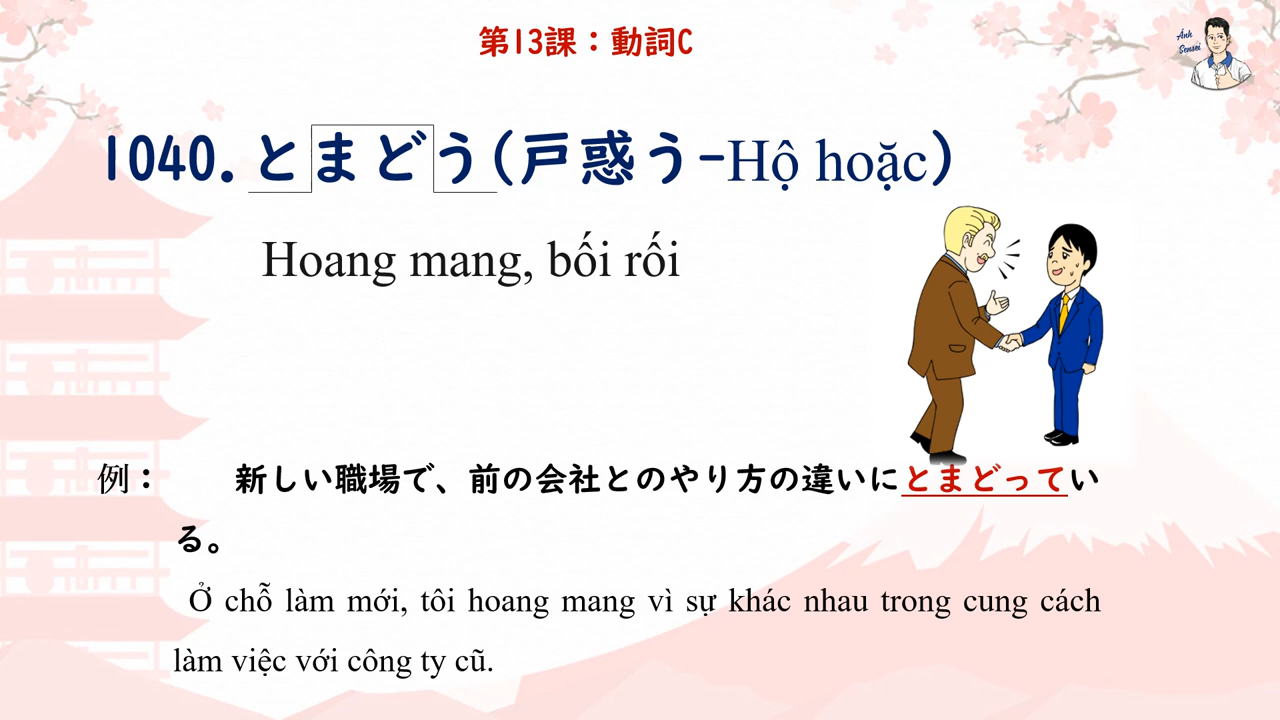 第13課：動詞C
Ánh
Sensei
1040.とまどう(戸惑う-Hộ hoặc)
Hoang mang, bối rối
例： 新しい職場で、前の会社とのやり方の違いにとまどってい
る。
Ở chỗ làm mới, tôi hoang mang vì sự khác nhau trong cung cách
làm việc với công ty cũ.